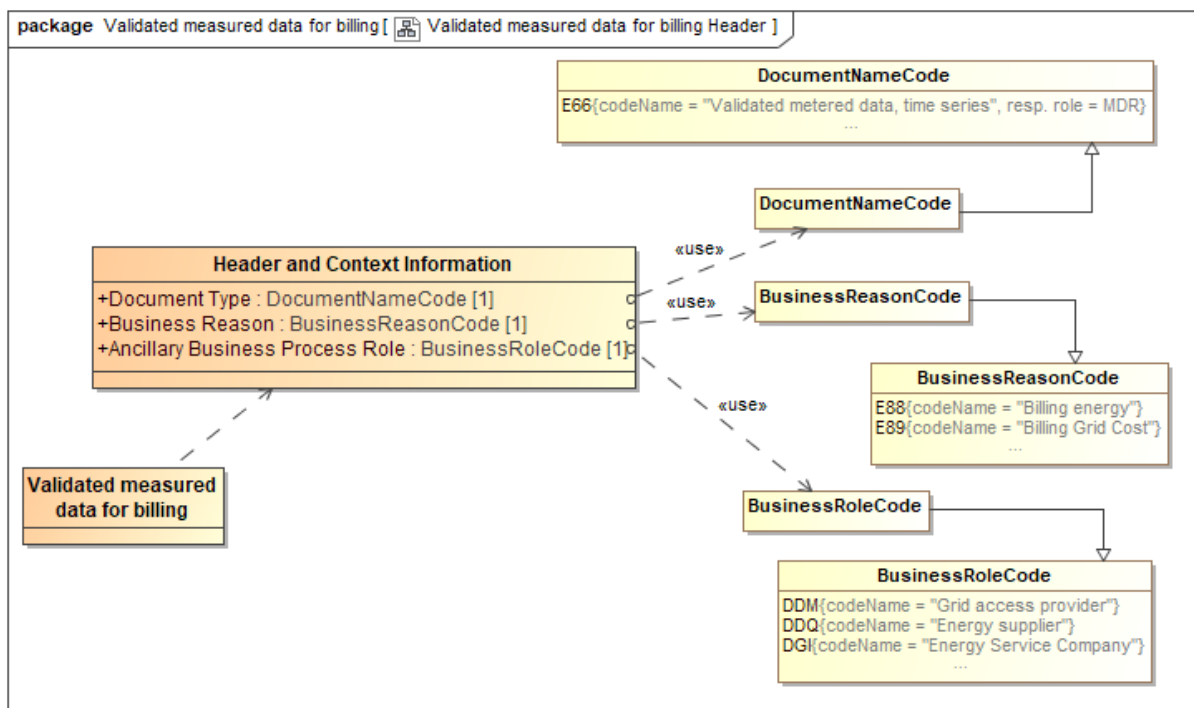 package Validated measured data for billing [ Validated measured data for billing Header ]
DocumentNameCode
E66{codeName = "Validated metered data, time series", resp. role = MDR}
...
DocumentNameCode
«use»
Header and Context Information
+Document Type : DocumentNameCode [1]
+Business Reason : BusinessReasonCode [1]
+Ancillary Business Process Role : BusinessRoleCode [1]
«use»
BusinessReasonCode
BusinessReasonCode
E88{codeName = "Billing energy"}
E89{codeName = "Billing Grid Cost"}
...
«use»
Validated measured
data for billing
BusinessRoleCode
BusinessRoleCode
DDM{codeName = "Grid access provider"}
DDQ{codeName = "Energy supplier"}
DGI{codeName = "Energy Service Company"}
...